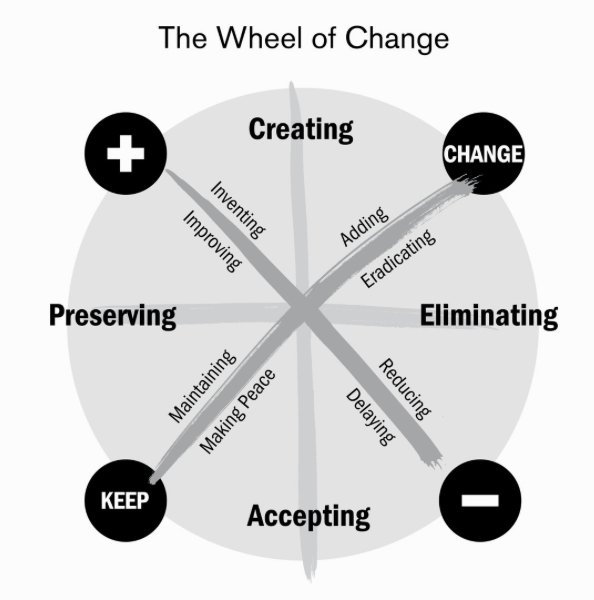 The Wheel of Change
Creating
+
CHANGE
Inventing
Improving
Adding
Eradicating
Preserving
Eliminating
Maintaining
Making Peace
Reducing
Delaying
KEEP
Accepting
−